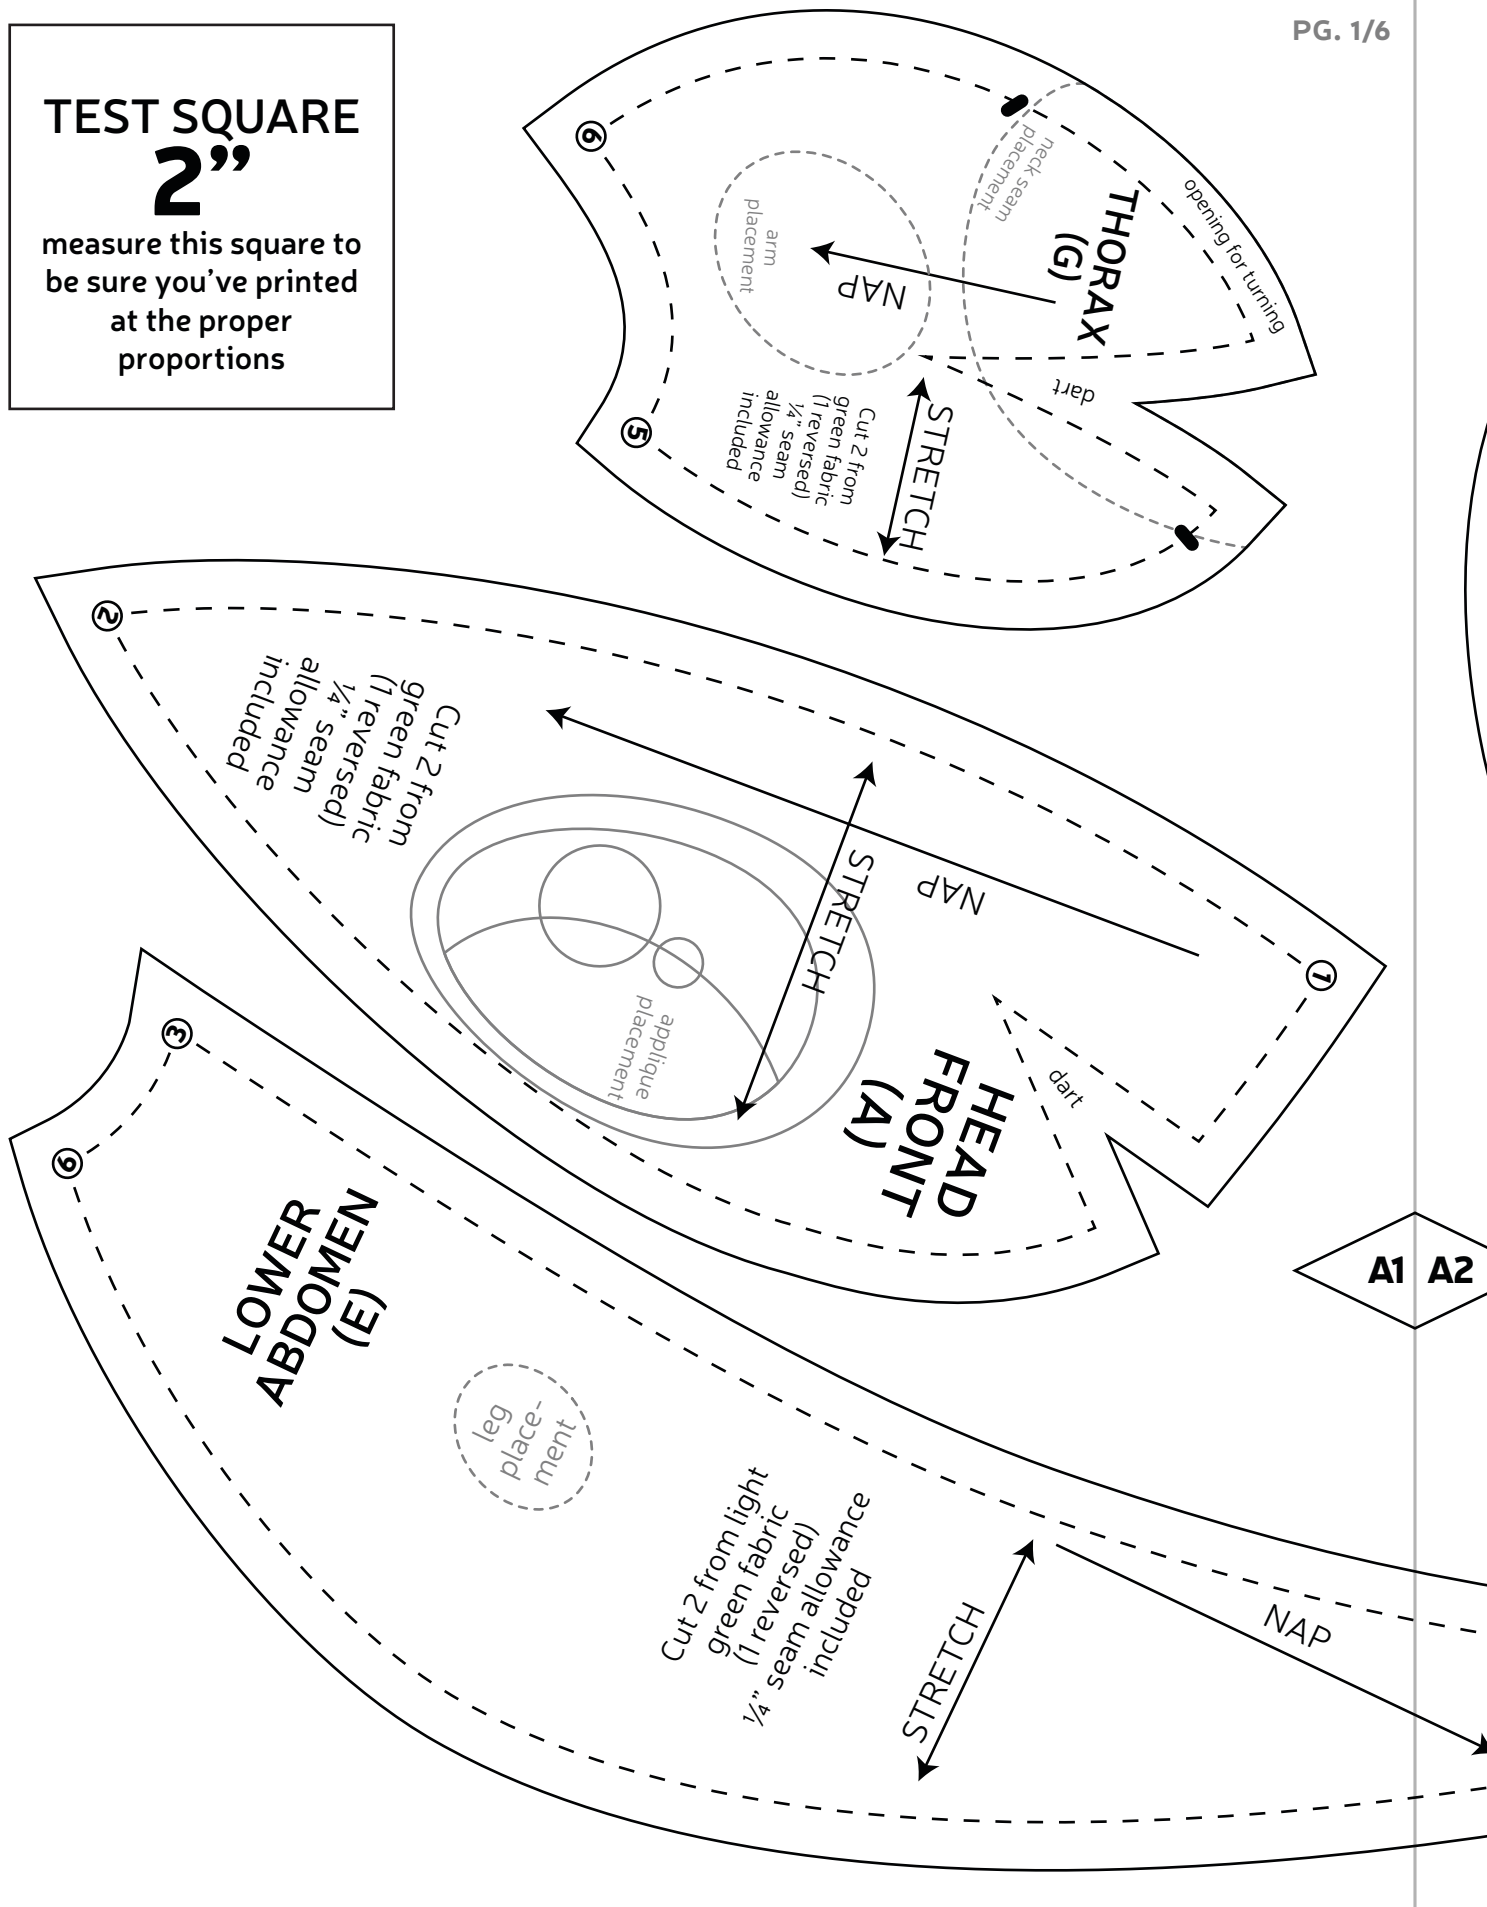 PG. 1/6
TEST SQUARE
2”
measure this square to
be sure you’ve printed
at the proper
proportions
6
5
neck seam
placement
opening for turning
THORAX
(G)
arm
placement
NAP
dart
STRETCH
Cut 2 from
green fabric
(1 reversed)
¼” seam
allowance
included
2
1
Cut 2 from
green fabric
(1 reversed)
¼” seam
allowance
included
NAP
STRETCH
applique
placement
dart
HEAD
FRONT
(A)
3
6
LOWER
ABDOMEN
(E)
leg
place-
ment
Cut 2 from light
green fabric
(1 reversed)
¼” seam allowance
included
STRETCH
NAP
A1 A2